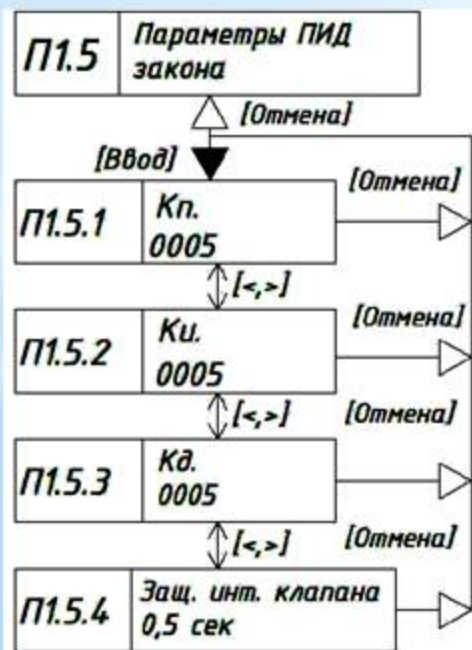 П1.5
Параметры ПИД
закона
[Отмена]
[Ввод]
[Отмена]
П1.5.1
Кп.
0005
[<,>]
[Отмена]
П1.5.2
Ки.
0005
[<,>]
[Отмена]
П1.5.3
Кд.
0005
[<,>]
[Отмена]
П1.5.4
Защ. инт. клапана
0,5 сек